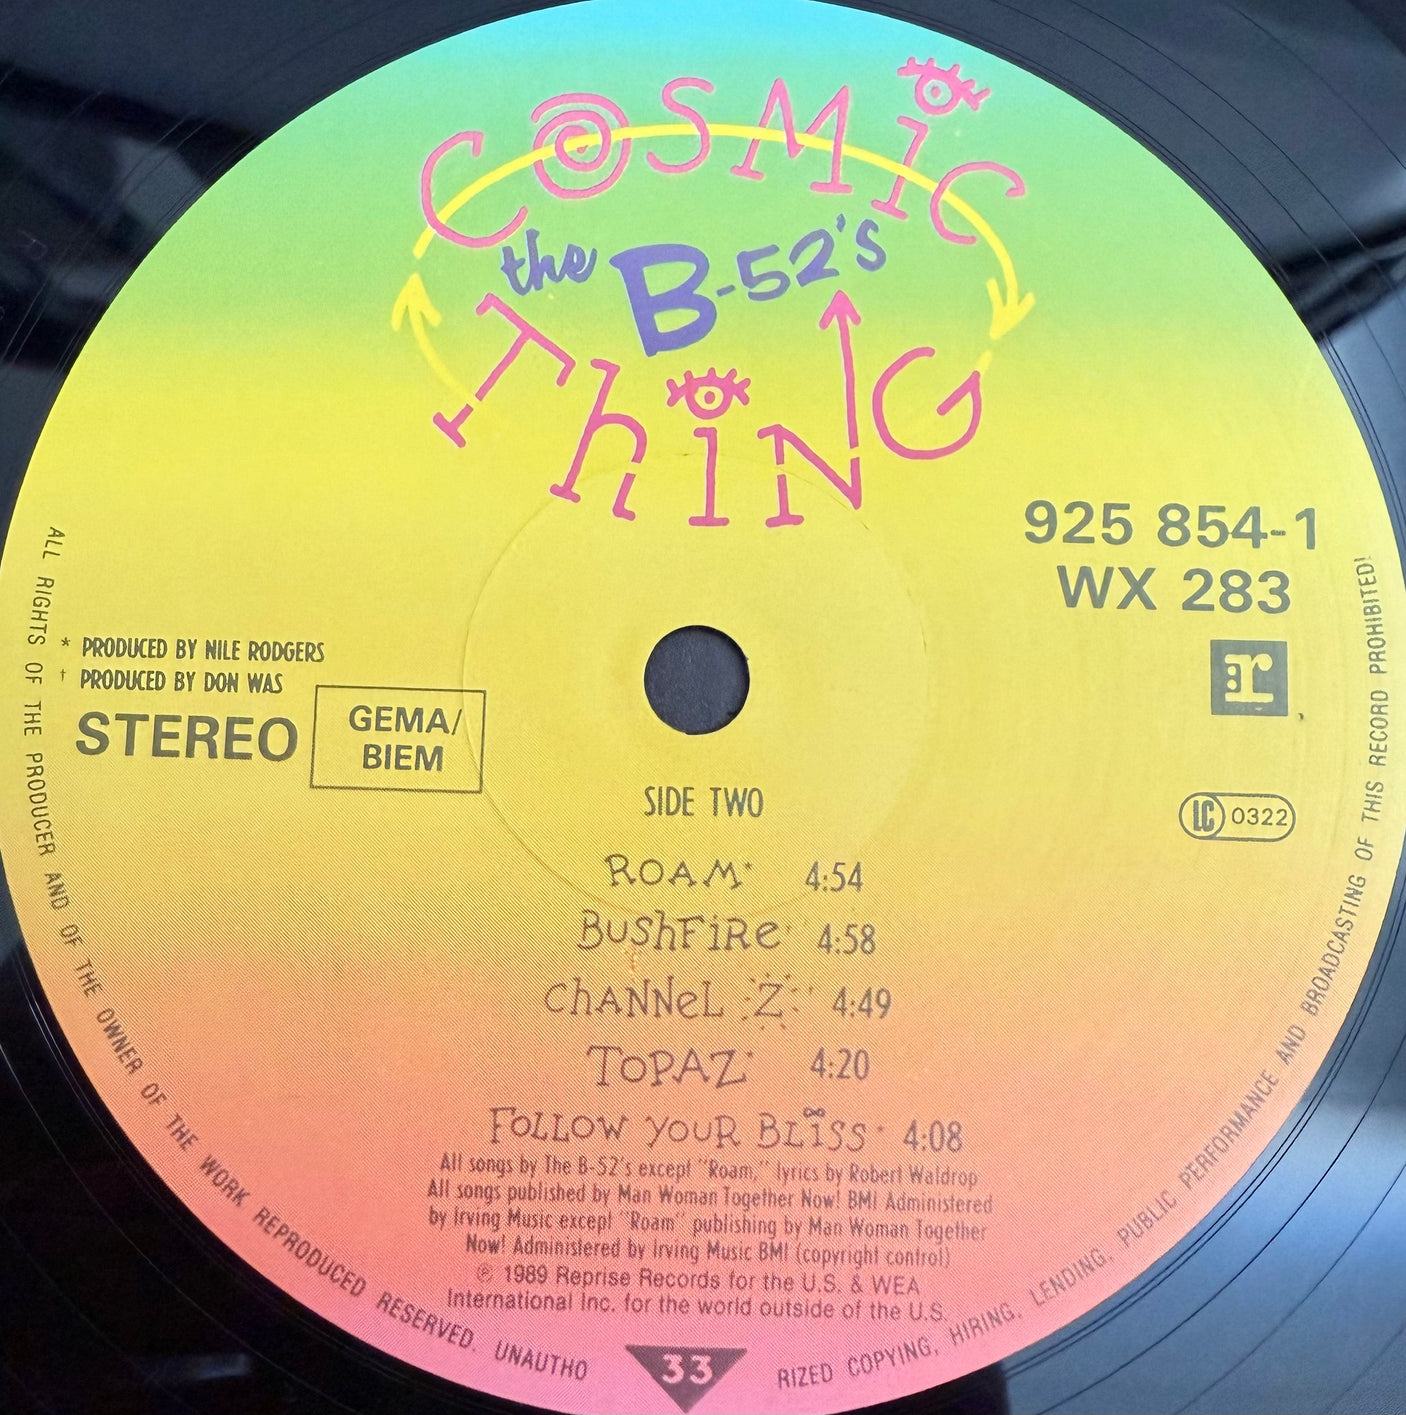 COSMIC
the B-52's
THING
925 854-1
WX 283
* PRODUCED BY NILE RODGERS
† PRODUCED BY DON WAS
STEREO
GEMA/
BIEM
r
LC 0322
SIDE TWO
ROAM* 4:54
BUSHFIRE* 4:58
CHANNEL Z† 4:49
TOPAZ* 4:20
FOLLOW YOUR BLISS* 4:08
All songs by The B-52's except "Roam," lyrics by Robert Waldrop
All songs published by Man Woman Together Now! BMI Administered
by Irving Music except "Roam" publishing by Man Woman Together
Now! Administered by Irving Music BMI (copyright control)
℗ 1989 Reprise Records for the U.S. & WEA
International Inc. for the world outside of the U.S.
33
ALL RIGHTS OF THE PRODUCER AND OF THE OWNER OF THE WORK REPRODUCED RESERVED. UNAUTHO
RIZED COPYING, HIRING, LENDING, PUBLIC PERFORMANCE AND BROADCASTING OF THIS RECORD PROHIBITED!